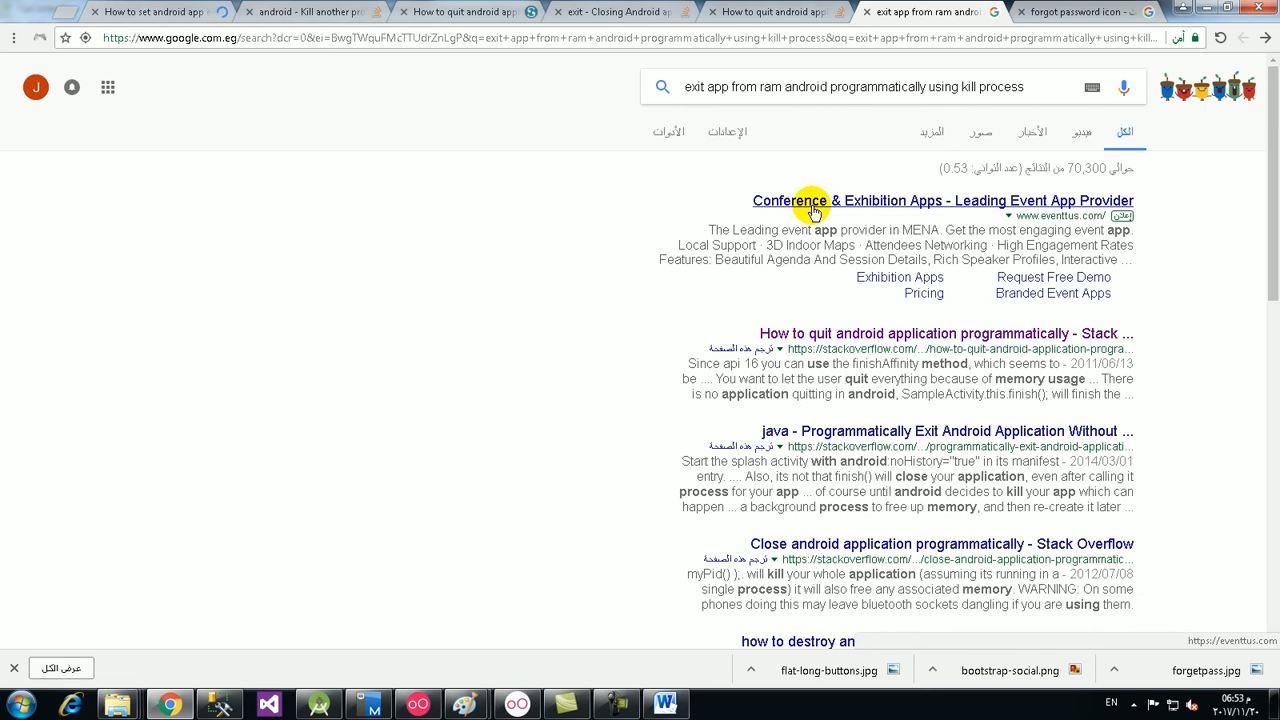 How to set android app
android - Kill another pro
How to quit android app
exit - Closing Android ap
How to quit android app
exit app from ram andro
forgot password icon -
https://www.google.com.eg/search?dcr=0&ei=BwgTWquFMcTTUdrZnLgP&q=exit+app+from+ram+android+programmatically+using+kill+process&oq=exit+app+from+ram+android+programmatically+using+kill...
آمن
J
exit app from ram android programmatically using kill process
الكل
فيديو
الأخبار
صور
المزيد
الإعدادات
الأدوات
حوالي 70,300 من النتائج (عدد الثواني: 0.53)
Conference & Exhibition Apps - Leading Event App Provider
إعلان www.eventtus.com/
The Leading event app provider in MENA. Get the most engaging event app.
Local Support · 3D Indoor Maps · Attendees Networking · High Engagement Rates
Features: Beautiful Agenda And Session Details, Rich Speaker Profiles, Interactive ...
Exhibition Apps
Request Free Demo
Pricing
Branded Event Apps
How to quit android application programmatically - Stack ...
https://stackoverflow.com/.../how-to-quit-android-application-progra... ترجم هذه الصفحة
Since api 16 you can use the finishAffinity method, which seems to - 2011/06/13
be .... You want to let the user quit everything because of memory usage ... There
is no application quitting in android, SampleActivity.this.finish(); will finish the ...
java - Programmatically Exit Android Application Without ...
https://stackoverflow.com/.../programmatically-exit-android-applicati... ترجم هذه الصفحة
Start the splash activity with android:noHistory="true" in its manifest - 2014/03/01
entry. .... Also, its not that finish() will close your application, even after calling it
process for your app ... of course until android decides to kill your app which can
happen ... a background process to free up memory, and then re-create it later ...
Close android application programmatically - Stack Overflow
https://stackoverflow.com/.../close-android-application-programmatic... ترجم هذه الصفحة
myPid() );. will kill your whole application (assuming its running in a - 2012/07/08
single process) it will also free any associated memory. WARNING: On some
phones doing this may leave bluetooth sockets dangling if you are using them.
how to destroy an
https://eventtus.com
عرض الكل
flat-long-buttons.jpg
bootstrap-social.png
forgetpass.jpg
EN
06:53 م
٢٠١٧/١١/٢٠